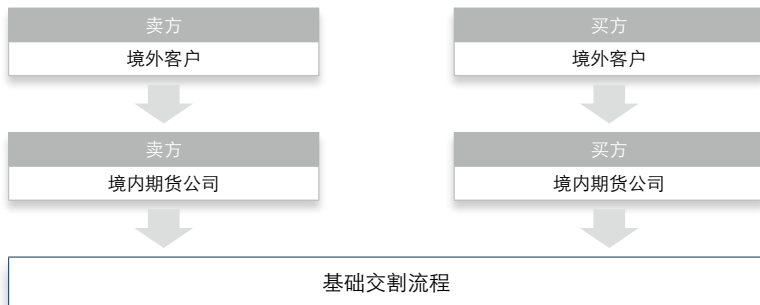 卖方
买方
境外客户
境外客户
卖方
买方
境内期货公司
境内期货公司
基础交割流程